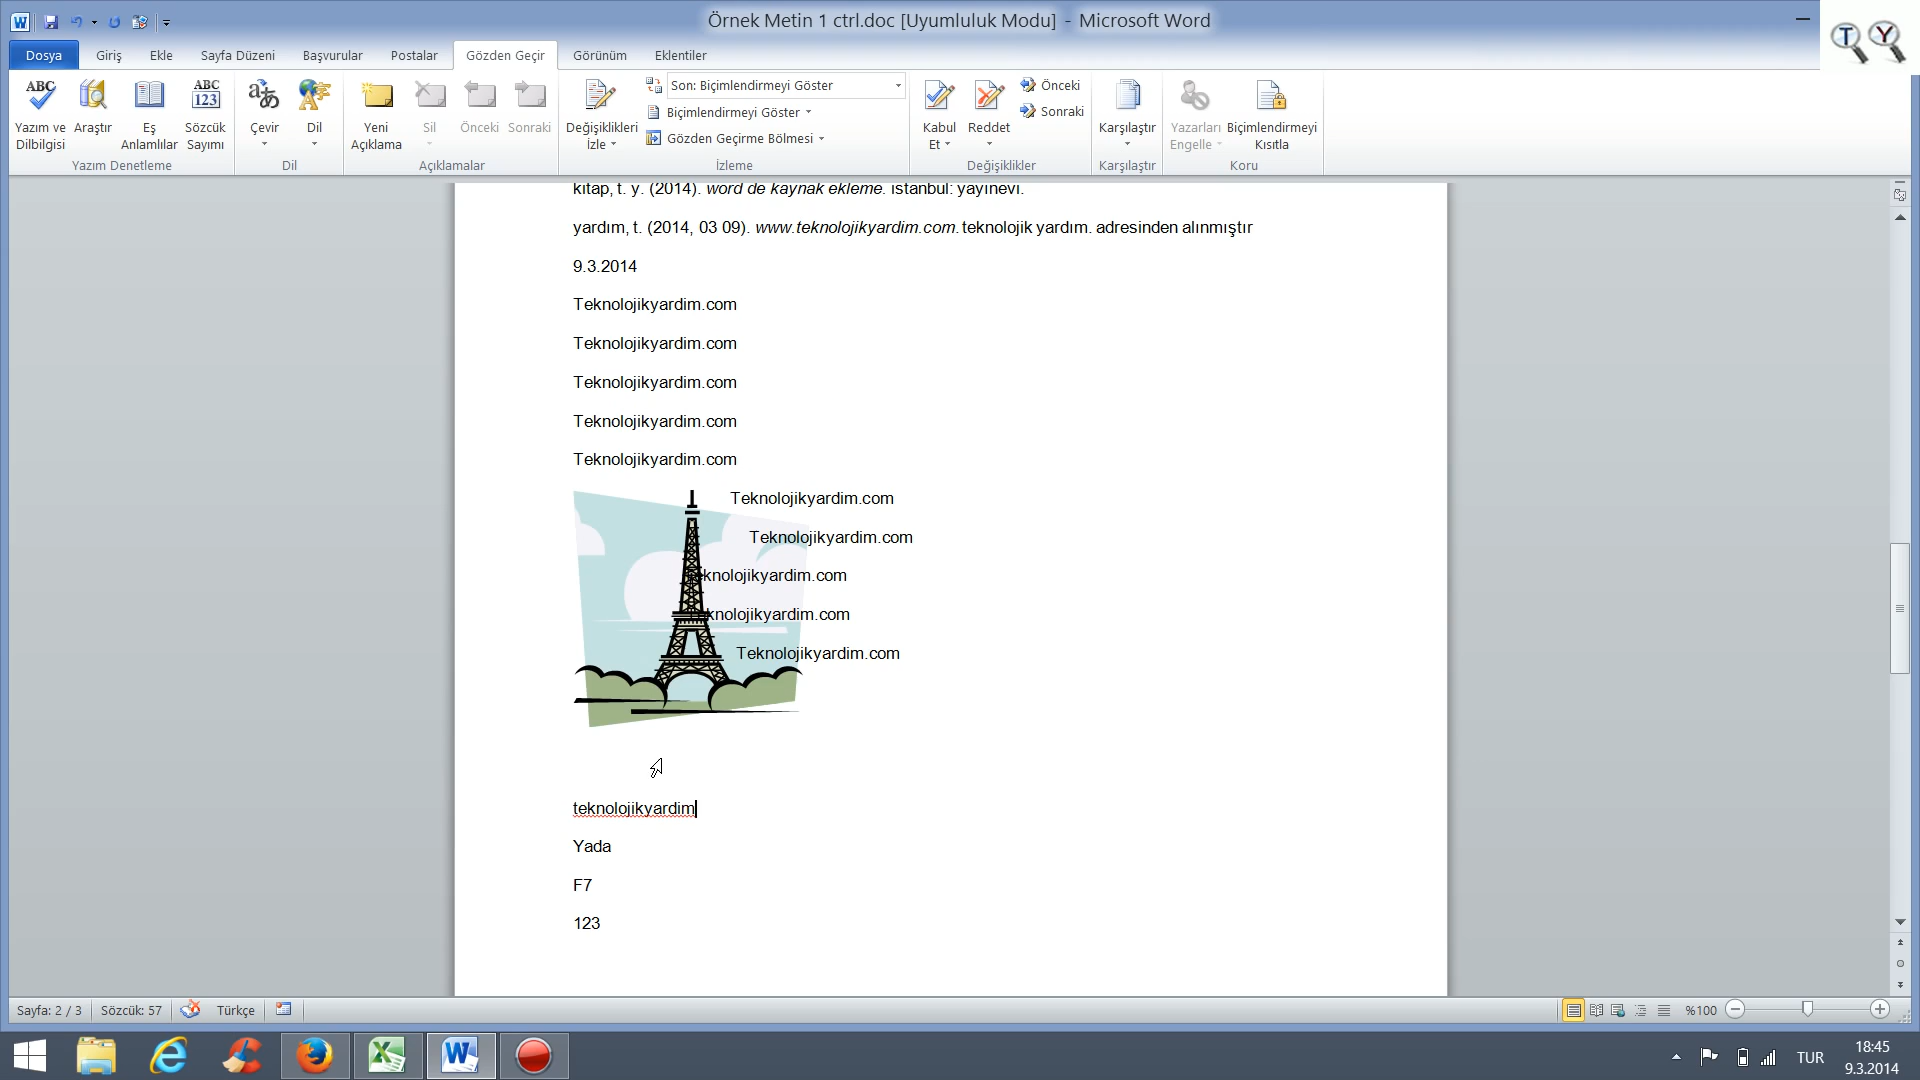 Örnek Metin 1 ctrl.doc [Uyumluluk Modu] - Microsoft Word
T Y
Dosya Giriş Ekle Sayfa Düzeni Başvurular Postalar Gözden Geçir Görünüm Eklentiler
Yazım ve Dilbilgisi
Araştır
Eş Anlamlılar
Sözcük Sayımı
Yazım Denetleme
Çevir
Dil
Dil
Yeni Açıklama
Sil
Önceki
Sonraki
Açıklamalar
Değişiklikleri İzle
Son: Biçimlendirmeyi Göster
Biçimlendirmeyi Göster
Gözden Geçirme Bölmesi
İzleme
Kabul Et
Reddet
Önceki
Sonraki
Değişiklikler
Karşılaştır
Karşılaştır
Yazarları Engelle
Biçimlendirmeyi Kısıtla
Koru
kitap, t. y. (2014). word de kaynak ekleme. istanbul: yayınevi.
yardım, t. (2014, 03 09). www.teknolojikyardim.com. teknolojik yardım. adresinden alınmıştır
9.3.2014
Teknolojikyardim.com
Teknolojikyardim.com
Teknolojikyardim.com
Teknolojikyardim.com
Teknolojikyardim.com
Teknolojikyardim.com
Teknolojikyardim.com
Teknolojikyardim.com
Teknolojikyardim.com
Teknolojikyardim.com
teknolojikyardim
Yada
F7
123
Sayfa: 2 / 3 Sözcük: 57 Türkçe %100
TUR 18:45
9.3.2014